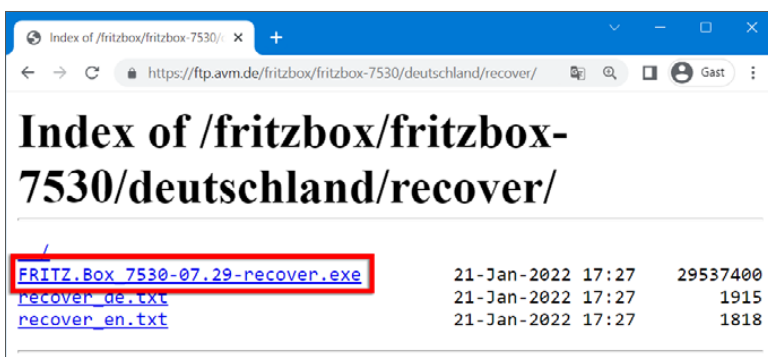 Index of /fritzbox/fritzbox-7530/
https://ftp.avm.de/fritzbox/fritzbox-7530/deutschland/recover/ Gast
Index of /fritzbox/fritzbox-
7530/deutschland/recover/
../
FRITZ.Box_7530-07.29-recover.exe 21-Jan-2022 17:27 29537400
recover_de.txt 21-Jan-2022 17:27 1915
recover_en.txt 21-Jan-2022 17:27 1818